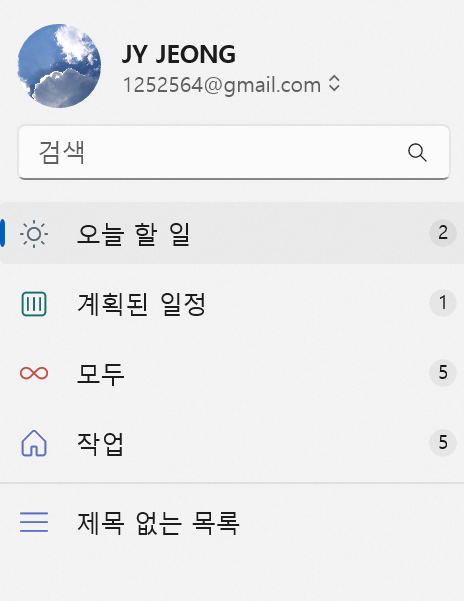 JY JEONG
1252564@gmail.com
검색
오늘 할 일 2
계획된 일정 1
모두 5
작업 5
제목 없는 목록